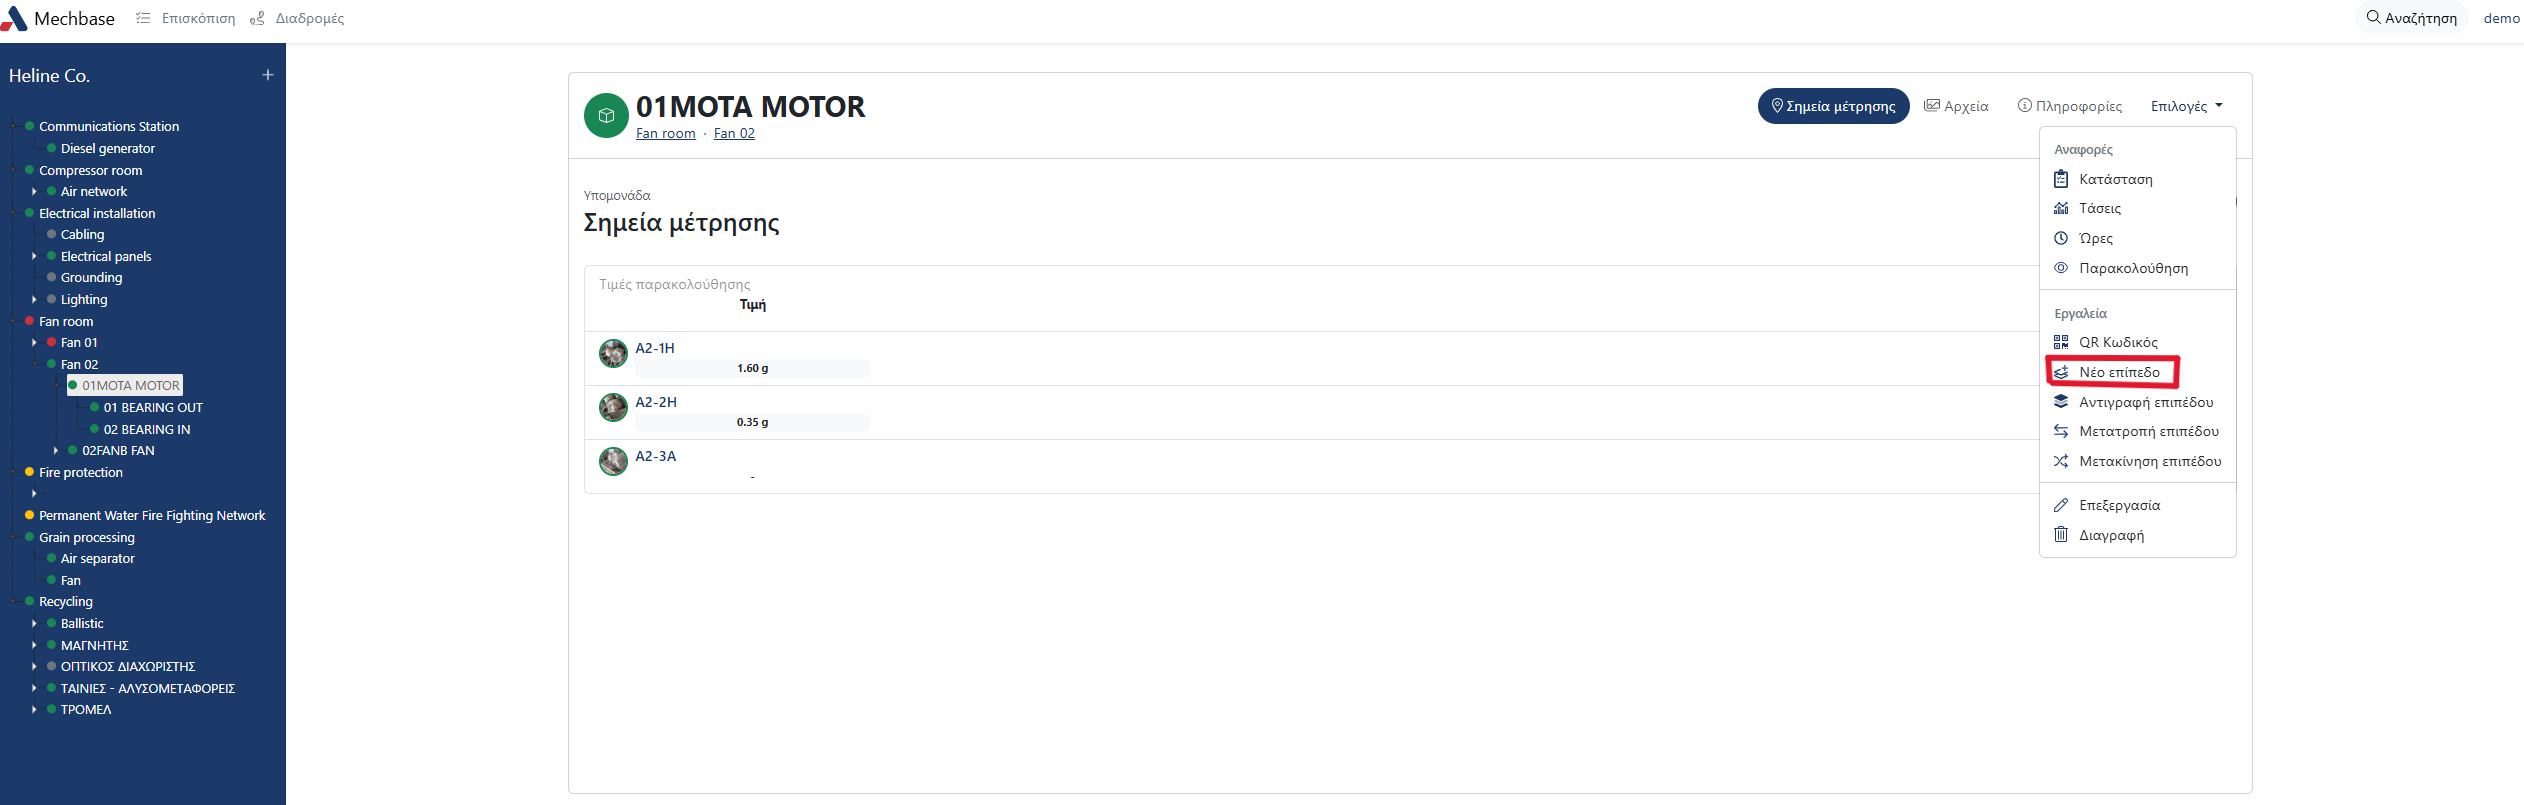 Mechbase Επισκόπιση Διαδρομές Αναζήτηση demo
Heline Co. +
Communications Station
Diesel generator
Compressor room
Air network
Electrical installation
Cabling
Electrical panels
Grounding
Lighting
Fan room
Fan 01
Fan 02
01MOTA MOTOR
01 BEARING OUT
02 BEARING IN
02FANB FAN
Fire protection
-
Permanent Water Fire Fighting Network
Grain processing
Air separator
Fan
Recycling
Ballistic
ΜΑΓΝΗΤΗΣ
ΟΠΤΙΚΟΣ ΔΙΑΧΩΡΙΣΤΗΣ
ΤΑΙΝΙΕΣ - ΑΛΥΣΟΜΕΤΑΦΟΡΕΙΣ
ΤΡΟΜΕΛ
01MOTA MOTOR
Fan room · Fan 02
Σημεία μέτρησης Αρχεία Πληροφορίες Επιλογές
Υπομονάδα
Σημεία μέτρησης
Τιμές παρακολούθησης
Τιμή
A2-1H
1.60 g
A2-2H
0.35 g
A2-3A
-
Αναφορές
Κατάσταση
Τάσεις
Ώρες
Παρακολούθηση
Εργαλεία
QR Κωδικός
Νέο επίπεδο
Αντιγραφή επιπέδου
Μετατροπή επιπέδου
Μετακίνηση επιπέδου
Επεξεργασία
Διαγραφή